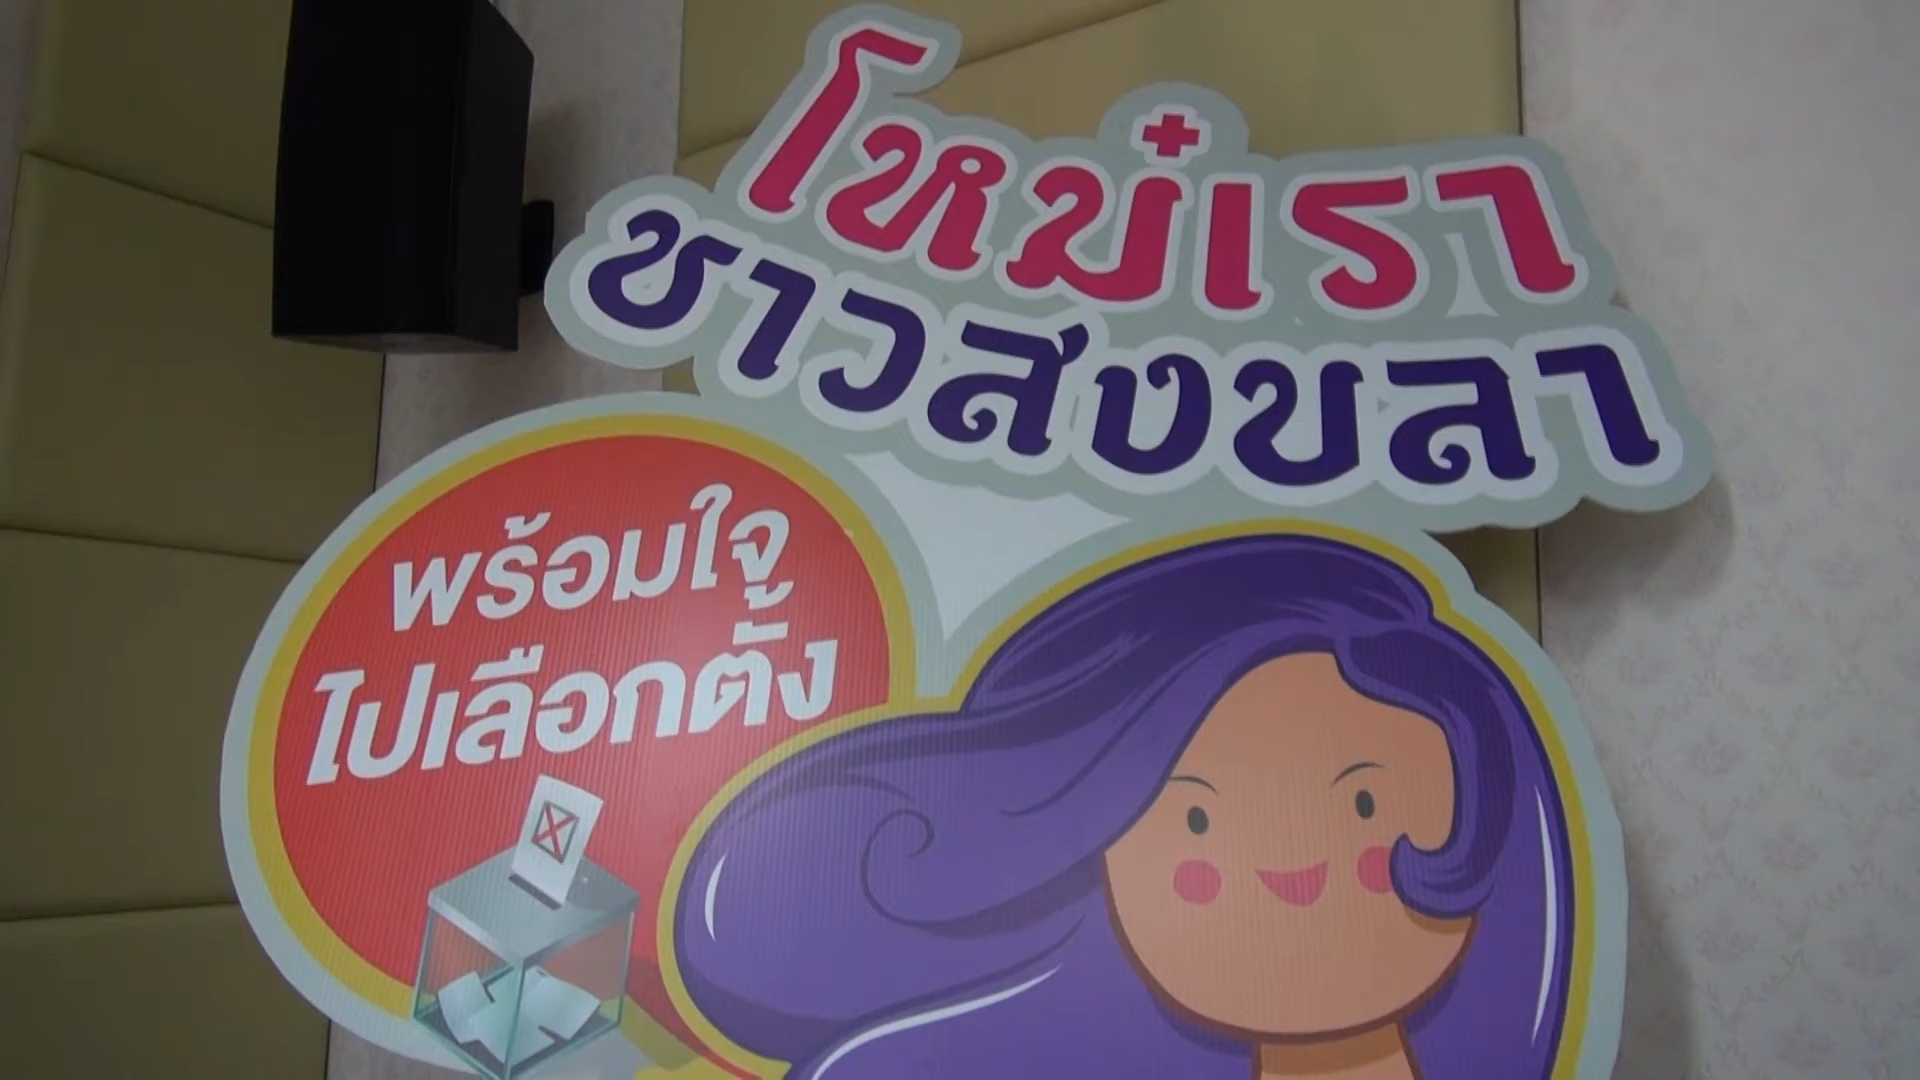 โหม๋เรา
ชาวสงขลา
พร้อมใจ
ไปเลือกตั้ง